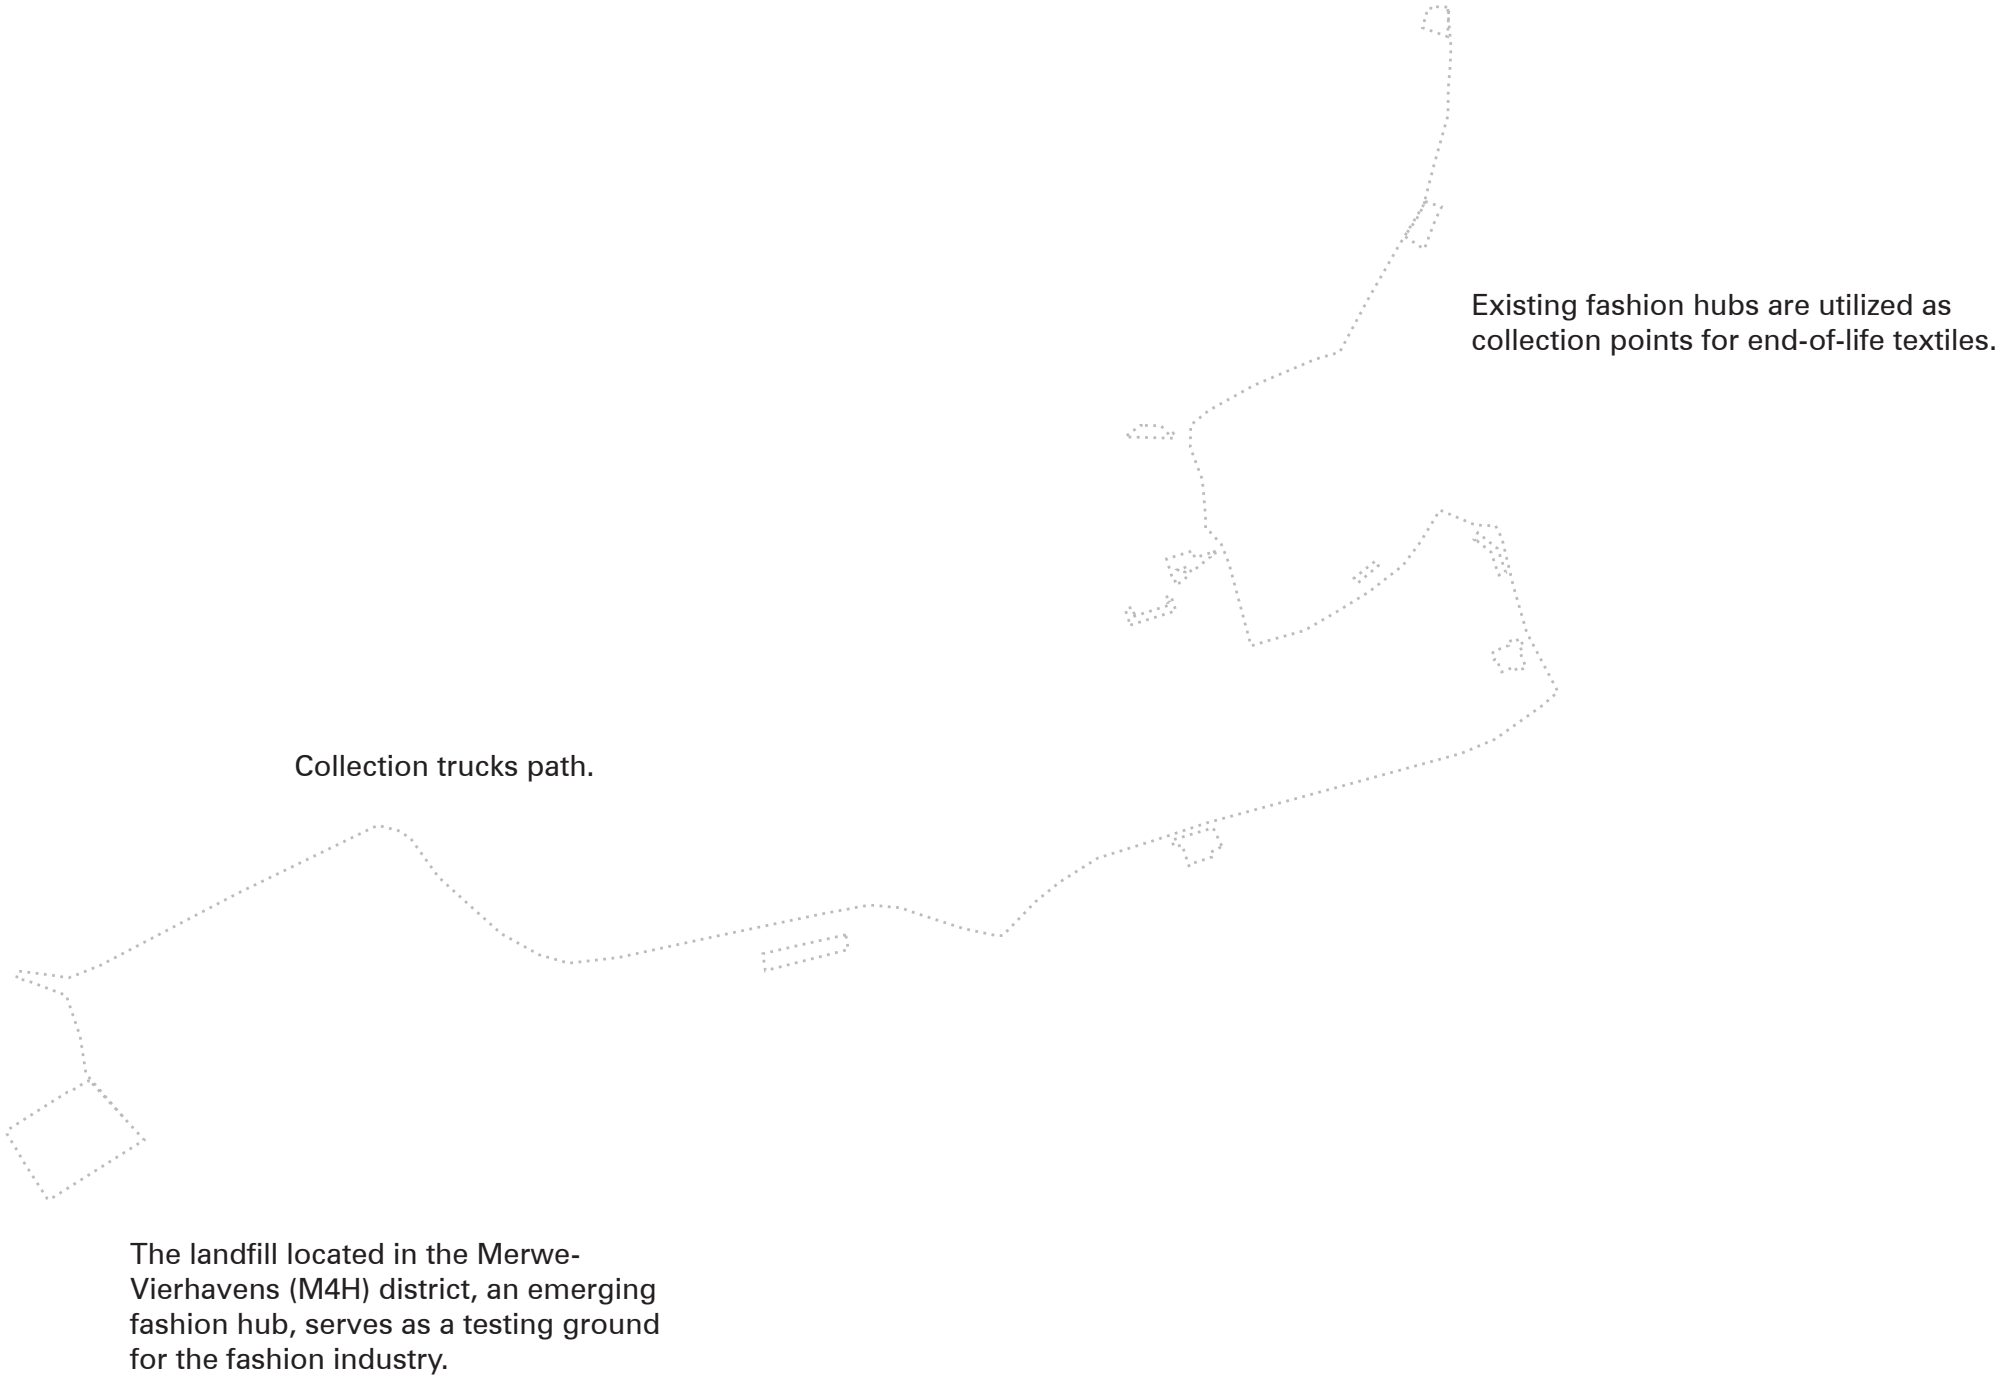 Existing fashion hubs are utilized as
collection points for end-of-life textiles.
Collection trucks path.
The landfill located in the Merwe-
Vierhavens (M4H) district, an emerging
fashion hub, serves as a testing ground
for the fashion industry.